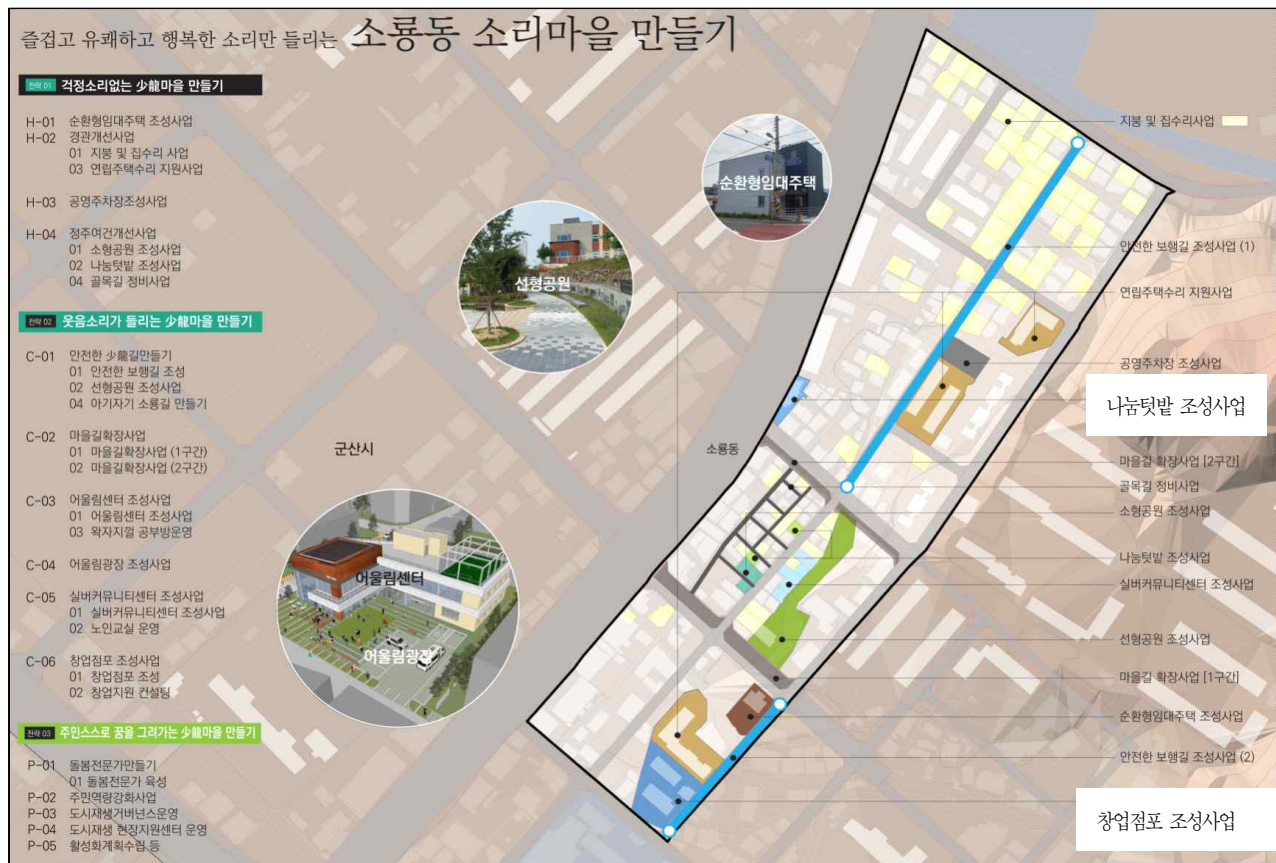 즐겁고 유쾌하고 행복한 소리만 들리는 소룡동 소리마을 만들기
전략 01 걱정소리없는 少龍마을 만들기
H-01 순환형임대주택 조성사업
H-02 경관개선사업
01 지붕 및 집수리 사업
03 연립주택수리 지원사업
H-03 공영주차장조성사업
H-04 정주여건개선사업
01 소형공원 조성사업
02 나눔텃밭 조성사업
04 골목길 정비사업
전략 02 웃음소리가 들리는 少龍마을 만들기
C-01 안전한 少龍길만들기
01 안전한 보행길 조성
02 선형공원 조성사업
04 아기자기 소룡길 만들기
C-02 마을길확장사업
01 마을길확장사업 (1구간)
02 마을길확장사업 (2구간)
C-03 어울림센터 조성사업
01 어울림센터 조성사업
03 왁자지껄 공부방운영
C-04 어울림광장 조성사업
C-05 실버커뮤니티센터 조성사업
01 실버커뮤니티센터 조성사업
02 노인교실 운영
C-06 창업점포 조성사업
01 창업점포 조성
02 창업지원 컨설팅
전략 03 주민스스로 꿈을 그려가는 少龍마을 만들기
P-01 돌봄전문가만들기
01 돌봄전문가 육성
P-02 주민역량강화사업
P-03 도시재생거버넌스운영
P-04 도시재생 현장지원센터 운영
P-05 활성화계획수립 등
순환형임대주택
선형공원
군산시
소룡동
어울림센터
어울림광장
지붕 및 집수리사업
안전한 보행길 조성사업 (1)
연립주택수리 지원사업
공영주차장 조성사업
나눔텃밭 조성사업
마을길 확장사업 [2구간]
골목길 정비사업
소형공원 조성사업
나눔텃밭 조성사업
실버커뮤니티센터 조성사업
선형공원 조성사업
마을길 확장사업 [1구간]
순환형임대주택 조성사업
안전한 보행길 조성사업 (2)
창업점포 조성사업